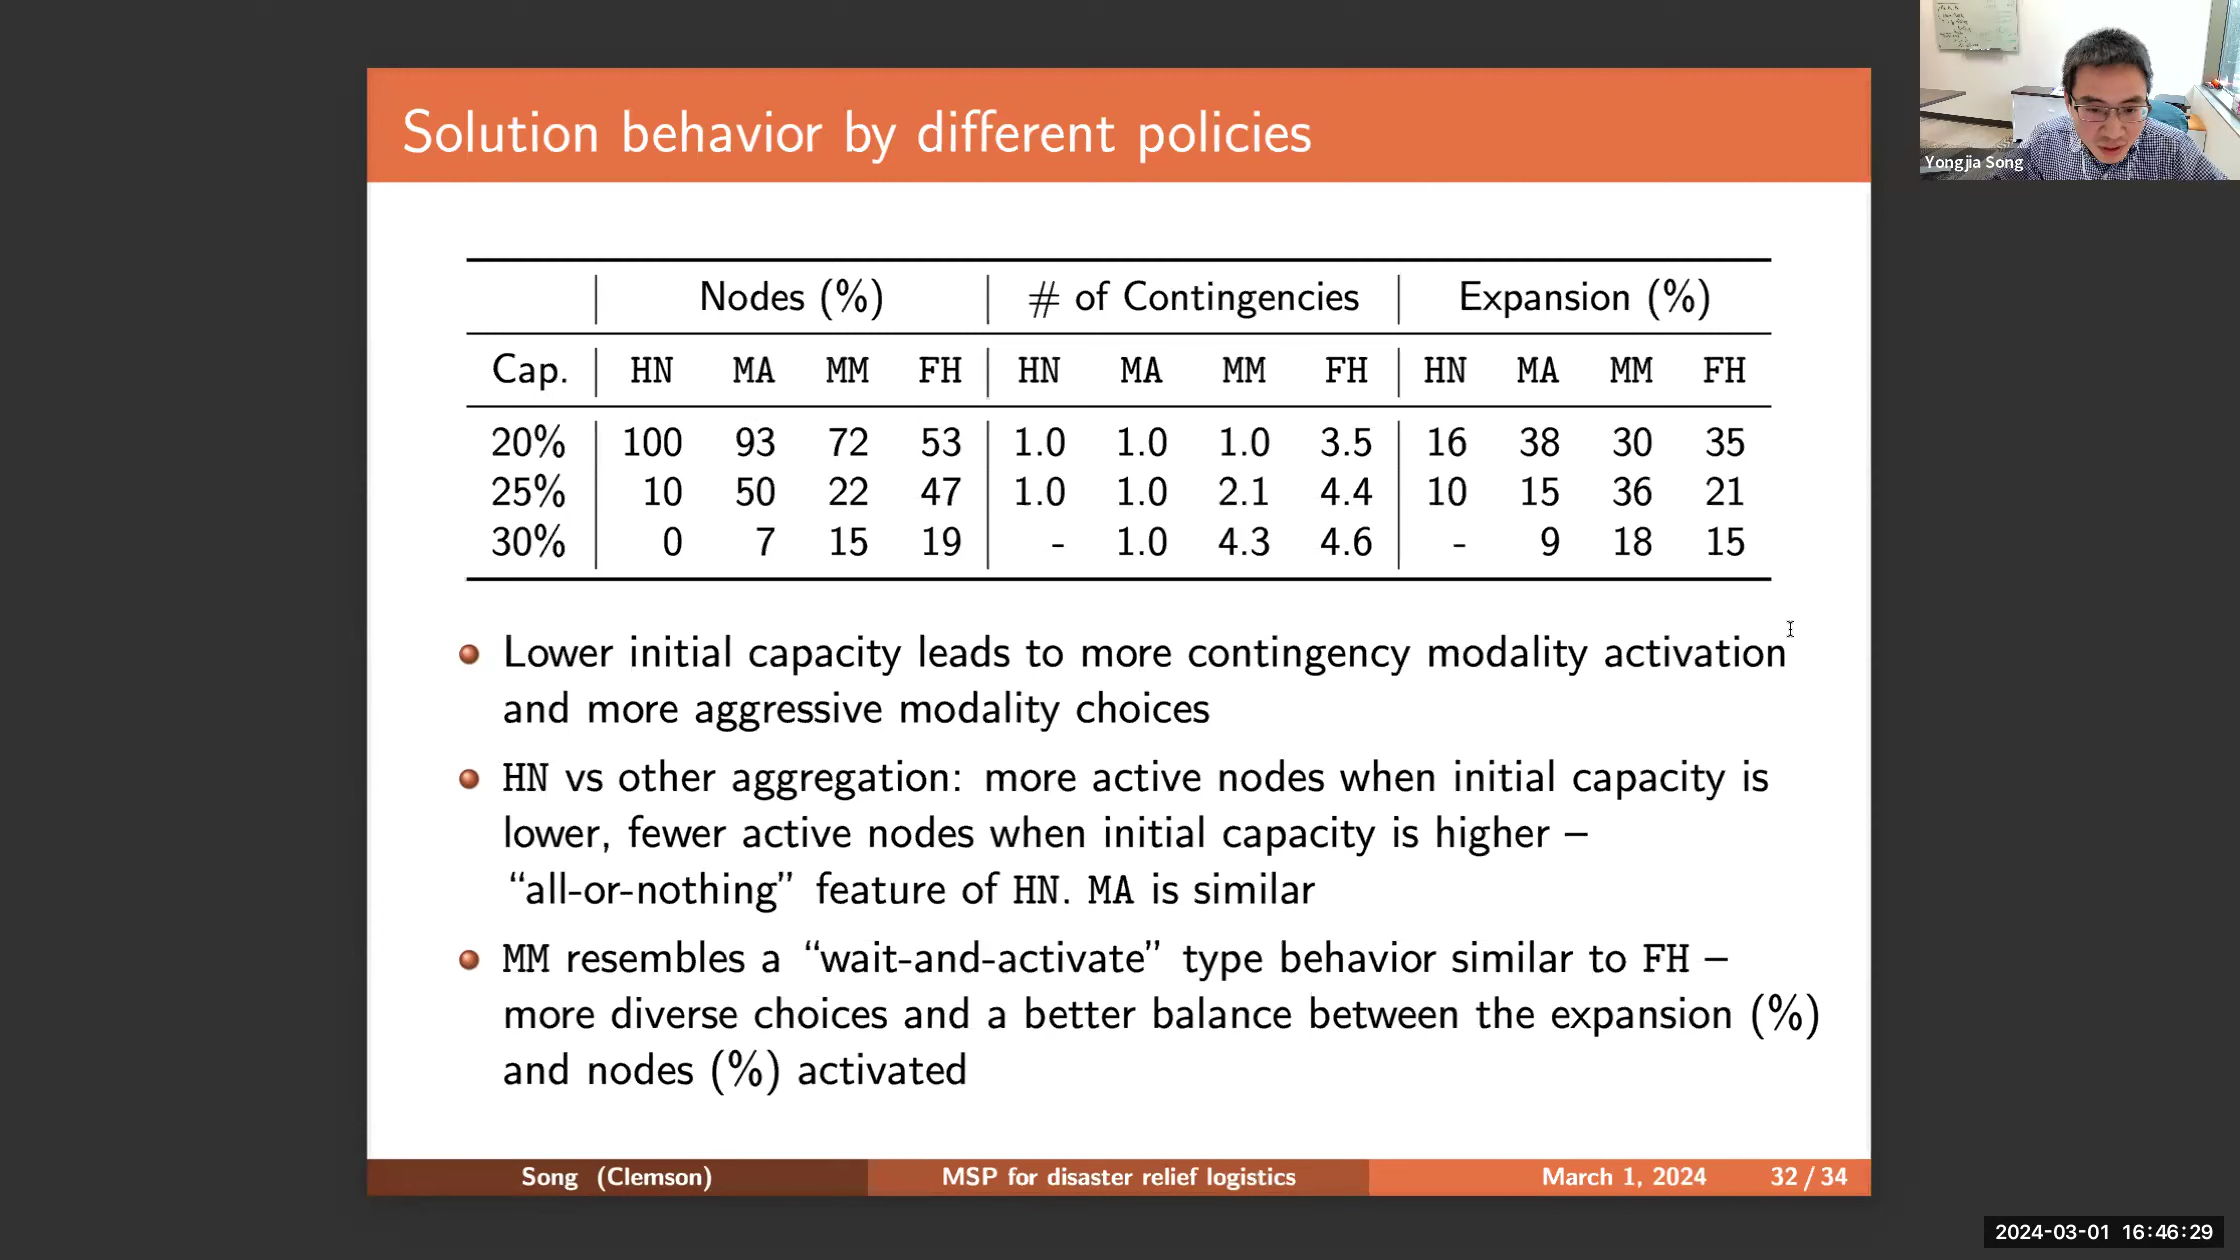 Solution behavior by different policies
Yongjia Song
Nodes (%) # of Contingencies Expansion (%)
Cap. HN MA MM FH HN MA MM FH HN MA MM FH
20% 100 93 72 53 1.0 1.0 1.0 3.5 16 38 30 35
25% 10 50 22 47 1.0 1.0 2.1 4.4 10 15 36 21
30% 0 7 15 19 - 1.0 4.3 4.6 - 9 18 15
Lower initial capacity leads to more contingency modality activation
and more aggressive modality choices
HN vs other aggregation: more active nodes when initial capacity is
lower, fewer active nodes when initial capacity is higher –
“all-or-nothing” feature of HN. MA is similar
MM resembles a “wait-and-activate” type behavior similar to FH –
more diverse choices and a better balance between the expansion (%)
and nodes (%) activated
Song (Clemson) MSP for disaster relief logistics March 1, 2024 32 / 34
2024-03-01 16:46:29